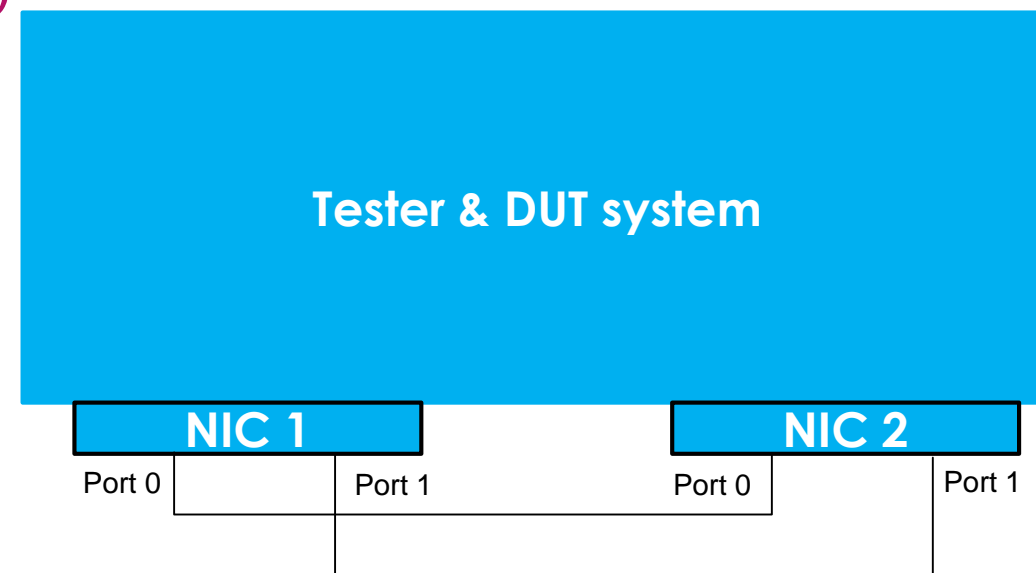 Tester & DUT system
NIC 1
NIC 2
Port 0
Port 1
Port 0
Port 1